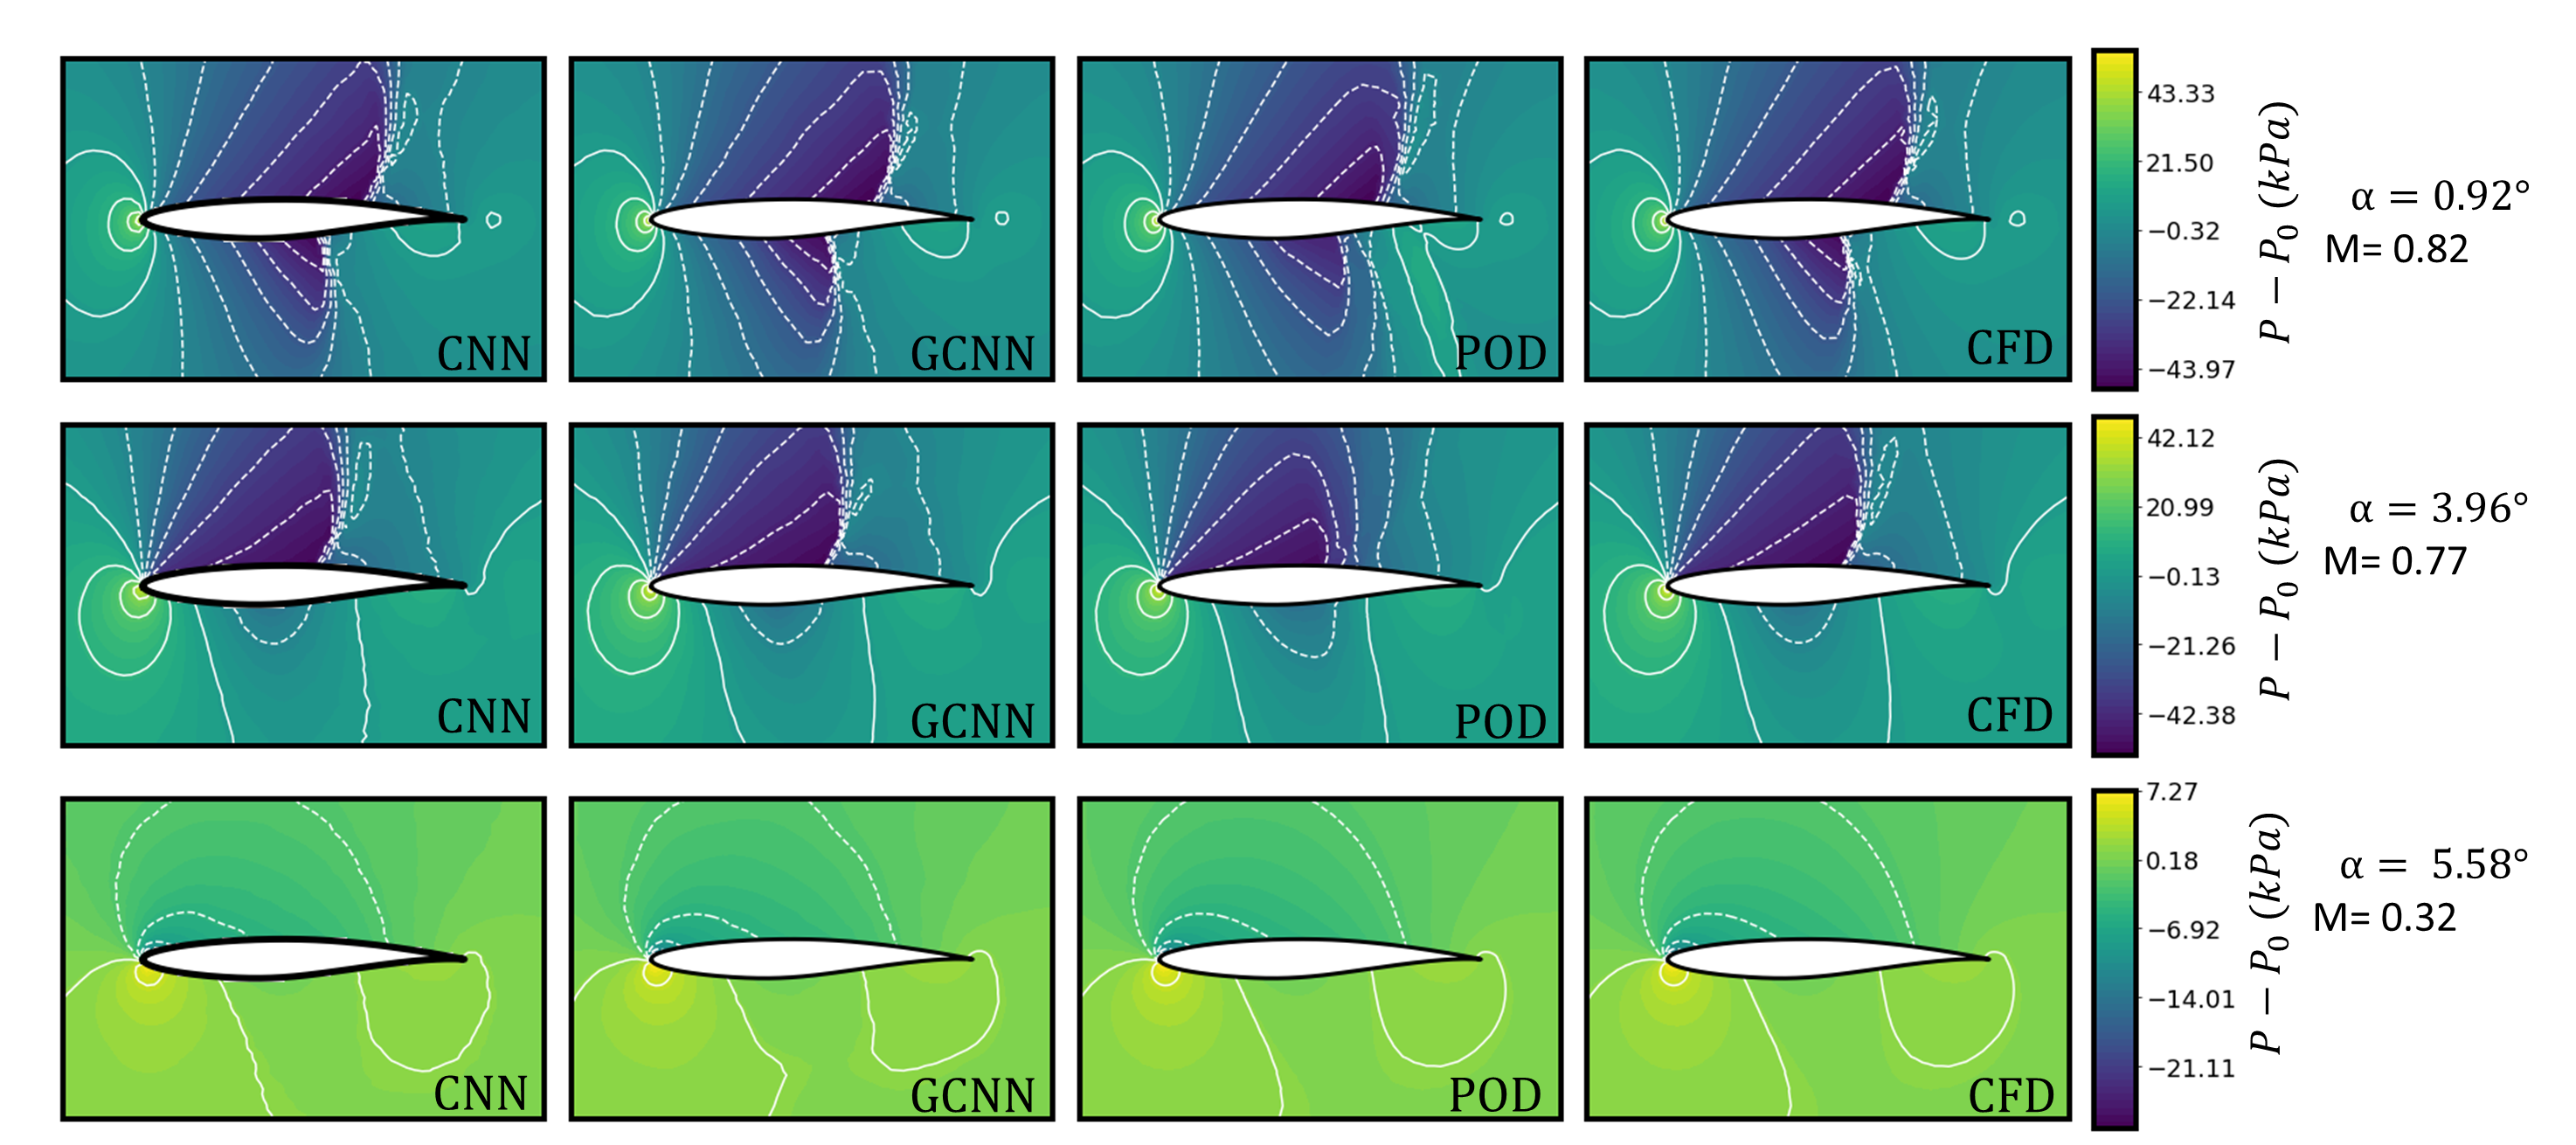 CNN
GCNN
POD
CFD
43.33
21.50
−0.32
−22.14
−43.97
P − P₀ (kPa)
α = 0.92°
M= 0.82
CNN
GCNN
POD
CFD
42.12
20.99
−0.13
−21.26
−42.38
P − P₀ (kPa)
α = 3.96°
M= 0.77
CNN
GCNN
POD
CFD
7.27
0.18
−6.92
−14.01
−21.11
P − P₀ (kPa)
α = 5.58°
M= 0.32